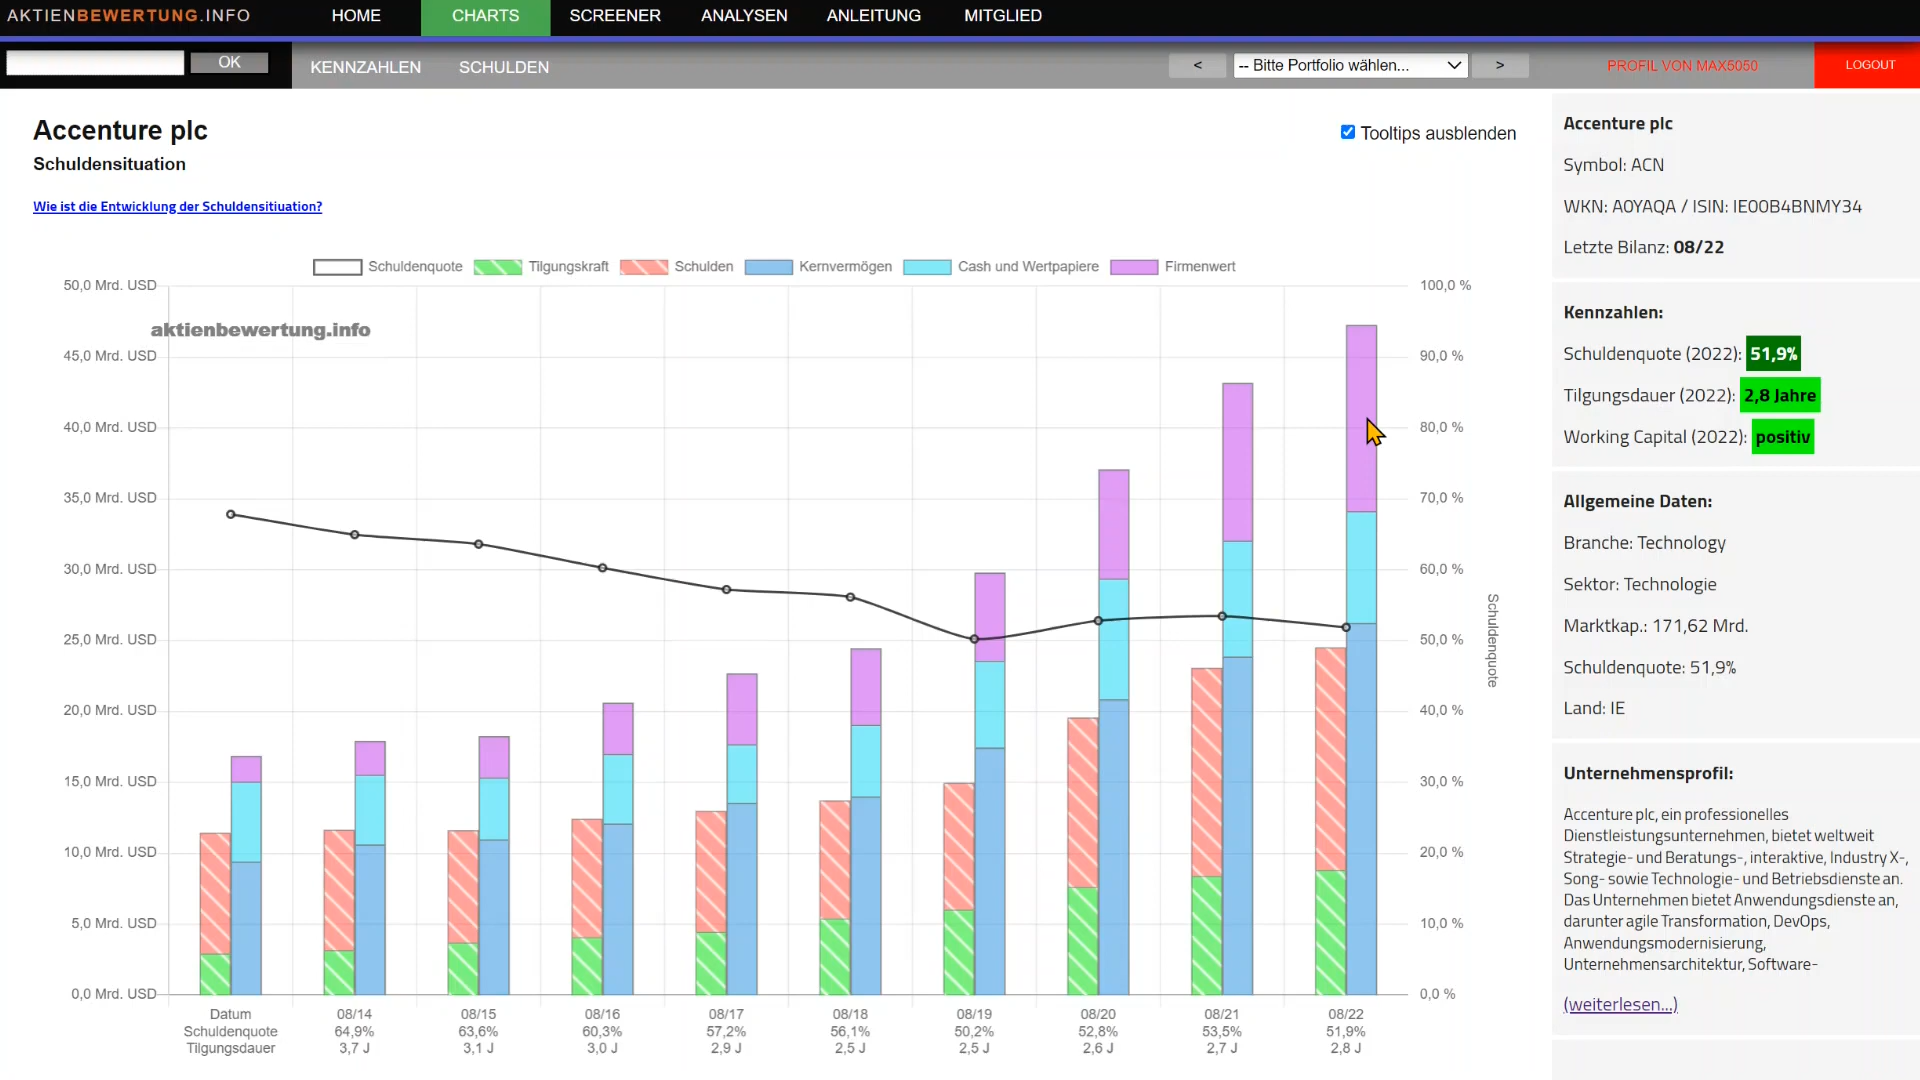 AKTIENBEWERTUNG.INFO
HOME
CHARTS
SCREENER
ANALYSEN
ANLEITUNG
MITGLIED
OK
KENNZAHLEN
SCHULDEN
<
-- Bitte Portfolio wählen...
>
PROFIL VON MAX5050
LOGOUT
Accenture plc
Schuldensituation
Tooltips ausblenden
Wie ist die Entwicklung der Schuldensitiuation?
Schuldenquote
Tilgungskraft
Schulden
Kernvermögen
Cash und Wertpapiere
Firmenwert
50,0 Mrd. USD
45,0 Mrd. USD
40,0 Mrd. USD
35,0 Mrd. USD
30,0 Mrd. USD
25,0 Mrd. USD
20,0 Mrd. USD
15,0 Mrd. USD
10,0 Mrd. USD
5,0 Mrd. USD
0,0 Mrd. USD
aktienbewertung.info
100,0 %
90,0 %
80,0 %
70,0 %
60,0 %
50,0 %
40,0 %
30,0 %
20,0 %
10,0 %
0,0 %
Schuldenquote
Datum 08/14 08/15 08/16 08/17 08/18 08/19 08/20 08/21 08/22
Schuldenquote 64,9% 63,6% 60,3% 57,2% 56,1% 50,2% 52,8% 53,5% 51,9%
Tilgungsdauer 3,7 J 3,1 J 3,0 J 2,9 J 2,5 J 2,5 J 2,6 J 2,7 J 2,8 J
Accenture plc
Symbol: ACN
WKN: A0YAQA / ISIN: IE00B4BNMY34
Letzte Bilanz: 08/22
Kennzahlen:
Schuldenquote (2022): 51,9%
Tilgungsdauer (2022): 2,8 Jahre
Working Capital (2022): positiv
Allgemeine Daten:
Branche: Technology
Sektor: Technologie
Marktkap.: 171,62 Mrd.
Schuldenquote: 51,9%
Land: IE
Unternehmensprofil:
Accenture plc, ein professionelles
Dienstleistungsunternehmen, bietet weltweit
Strategie- und Beratungs-, interaktive, Industry X-,
Song- sowie Technologie- und Betriebsdienste an.
Das Unternehmen bietet Anwendungsdienste an,
darunter agile Transformation, DevOps,
Anwendungsmodernisierung,
Unternehmensarchitektur, Software-
(weiterlesen...)